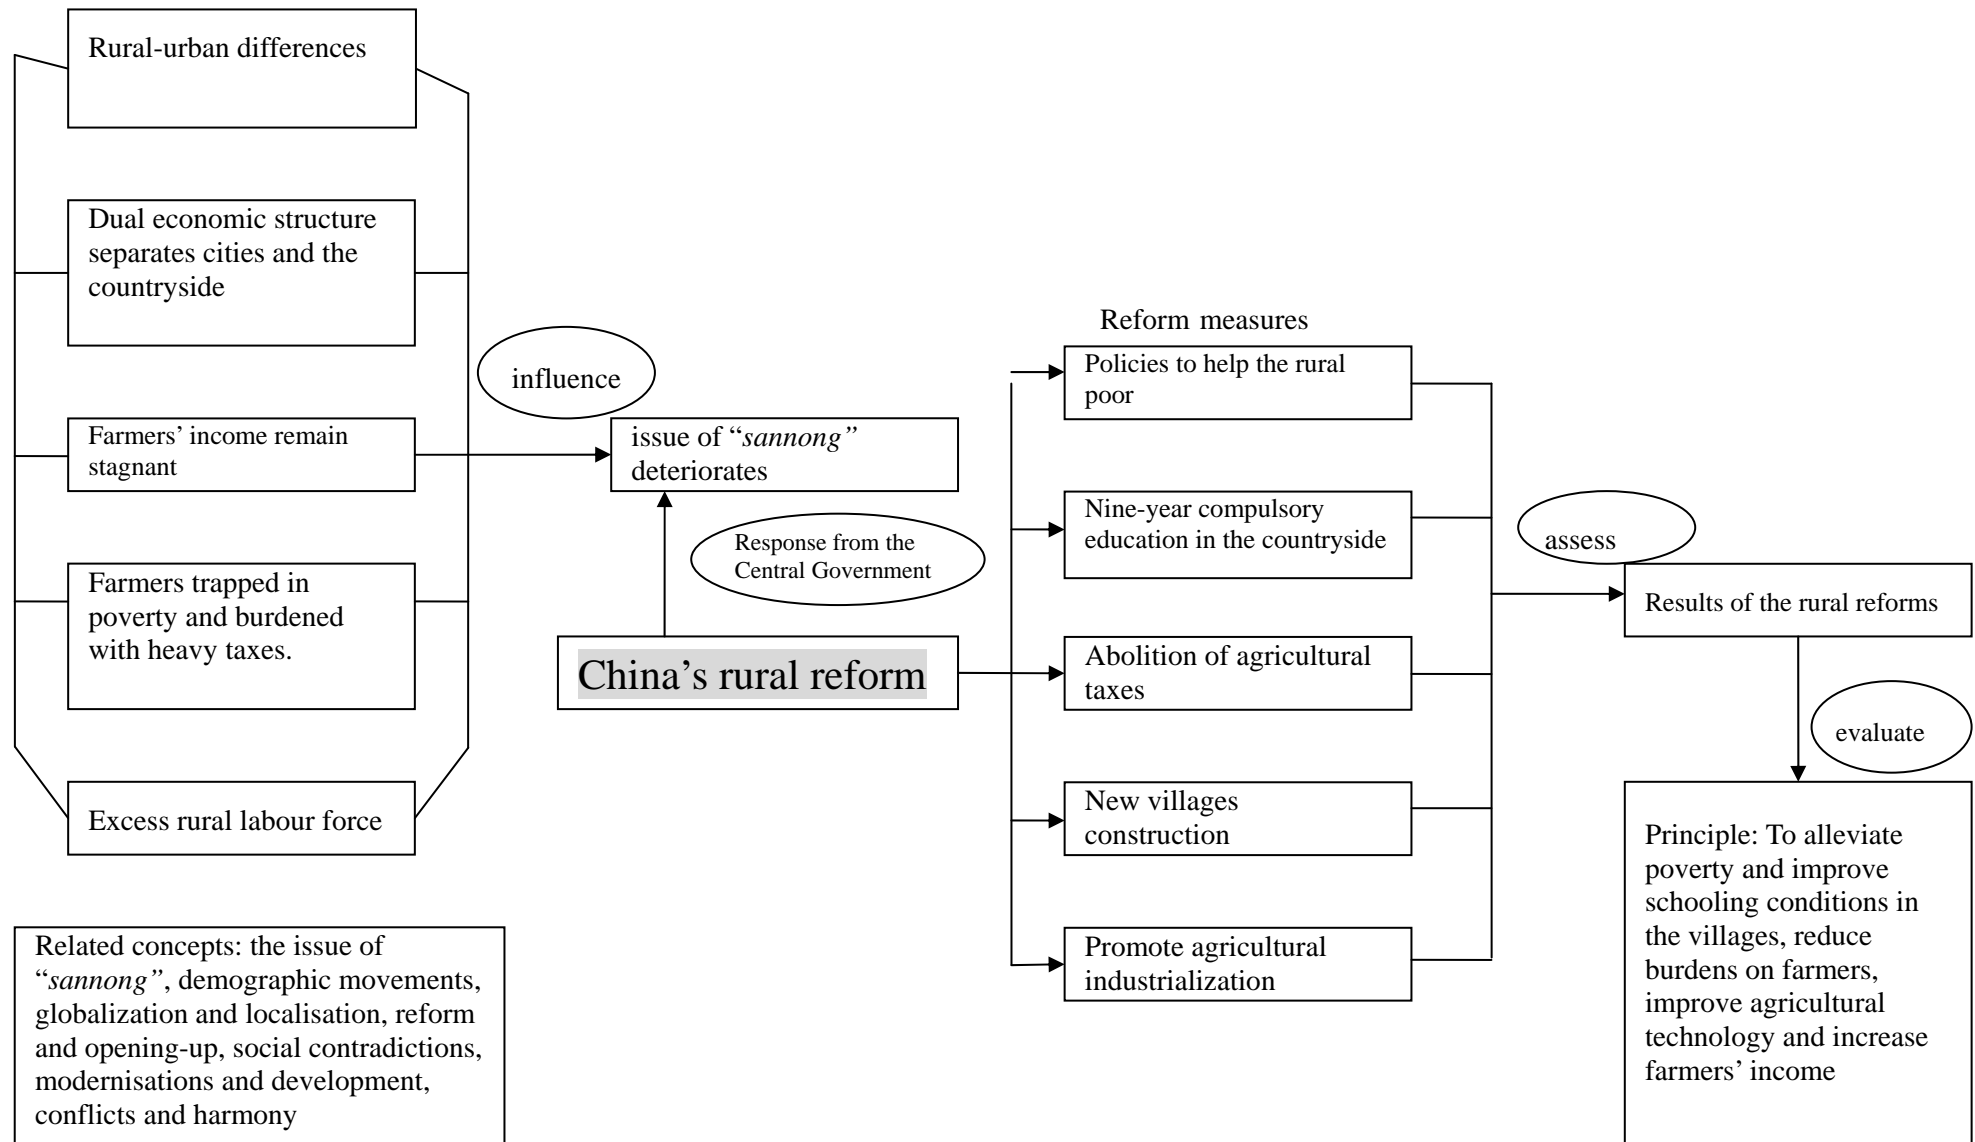 Rural-urban differences
Dual economic structure
separates cities and the
countryside
Farmers’ income remain
stagnant
Farmers trapped in
poverty and burdened
with heavy taxes.
Excess rural labour force
Related concepts: the issue of
“sannong”, demographic movements,
globalization and localisation, reform
and opening-up, social contradictions,
modernisations and development,
conflicts and harmony
influence
issue of “sannong”
deteriorates
Response from the
Central Government
China’s rural reform
Reform measures
Policies to help the rural
poor
Nine-year compulsory
education in the countryside
Abolition of agricultural
taxes
New villages
construction
Promote agricultural
industrialization
assess
Results of the rural reforms
evaluate
Principle: To alleviate
poverty and improve
schooling conditions in
the villages, reduce
burdens on farmers,
improve agricultural
technology and increase
farmers’ income